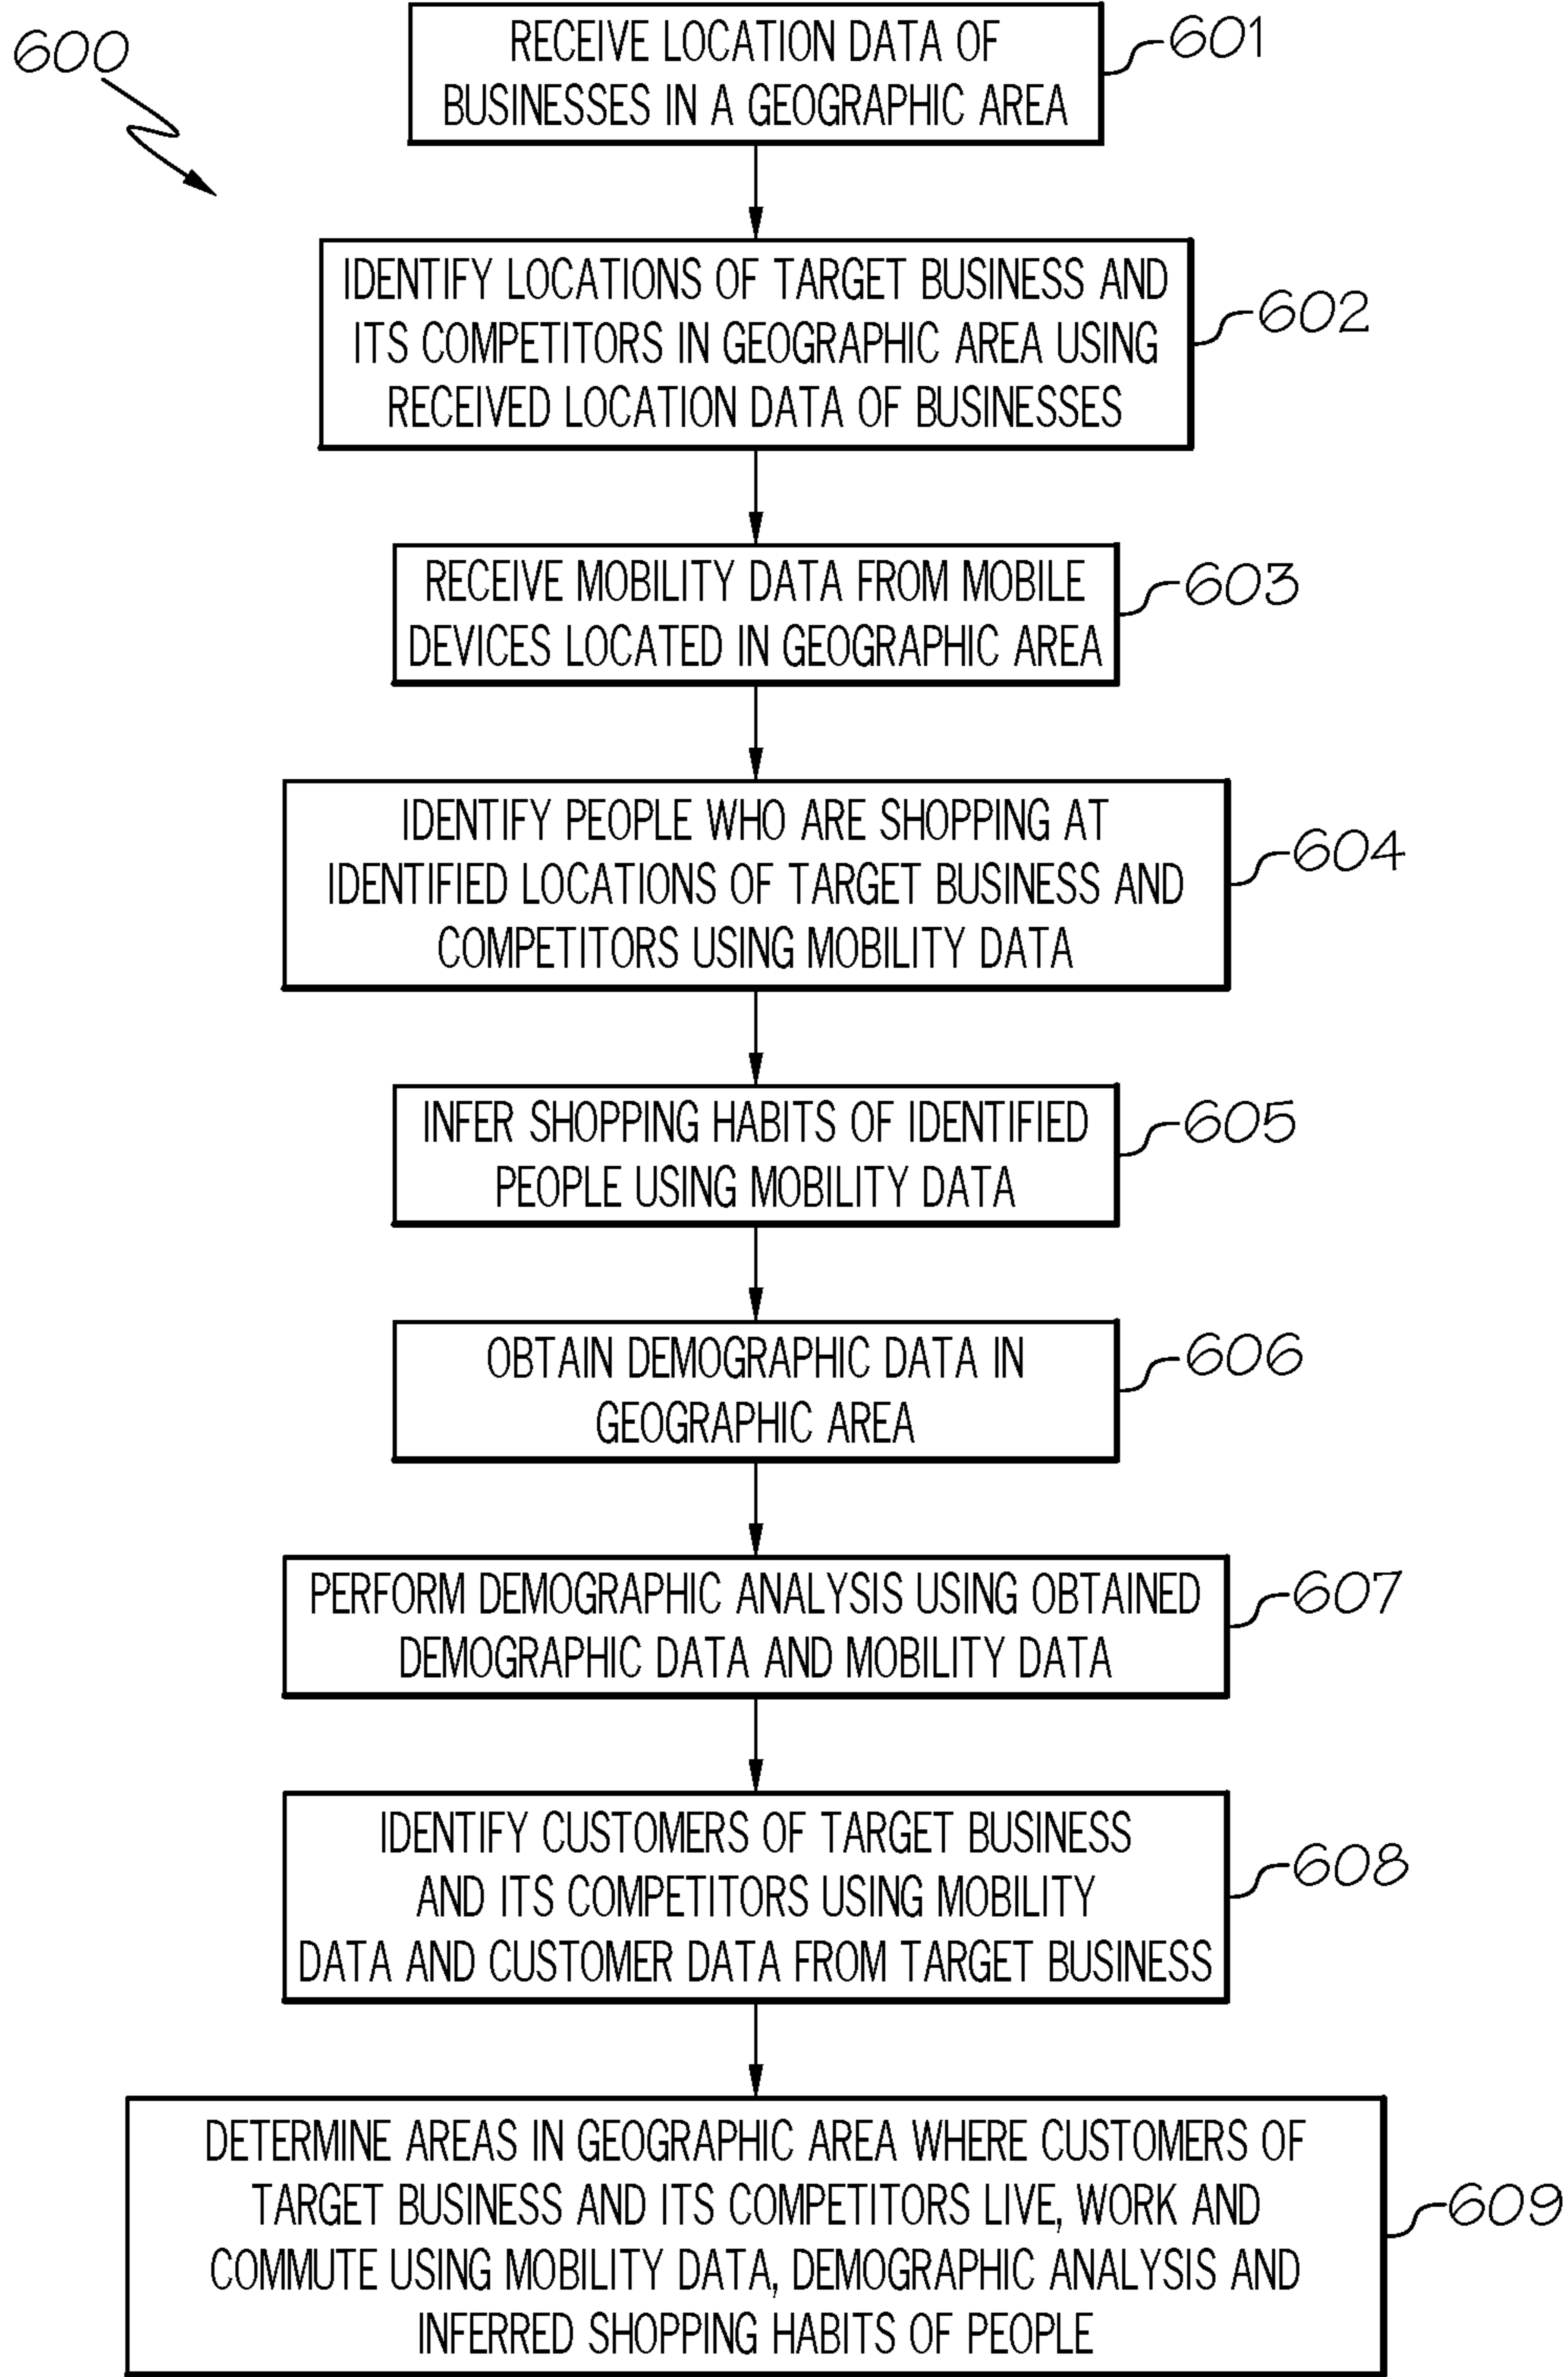 600
RECEIVE LOCATION DATA OF
BUSINESSES IN A GEOGRAPHIC AREA
601
IDENTIFY LOCATIONS OF TARGET BUSINESS AND
ITS COMPETITORS IN GEOGRAPHIC AREA USING
RECEIVED LOCATION DATA OF BUSINESSES
602
RECEIVE MOBILITY DATA FROM MOBILE
DEVICES LOCATED IN GEOGRAPHIC AREA
603
IDENTIFY PEOPLE WHO ARE SHOPPING AT
IDENTIFIED LOCATIONS OF TARGET BUSINESS AND
COMPETITORS USING MOBILITY DATA
604
INFER SHOPPING HABITS OF IDENTIFIED
PEOPLE USING MOBILITY DATA
605
OBTAIN DEMOGRAPHIC DATA IN
GEOGRAPHIC AREA
606
PERFORM DEMOGRAPHIC ANALYSIS USING OBTAINED
DEMOGRAPHIC DATA AND MOBILITY DATA
607
IDENTIFY CUSTOMERS OF TARGET BUSINESS
AND ITS COMPETITORS USING MOBILITY
DATA AND CUSTOMER DATA FROM TARGET BUSINESS
608
DETERMINE AREAS IN GEOGRAPHIC AREA WHERE CUSTOMERS OF
TARGET BUSINESS AND ITS COMPETITORS LIVE, WORK AND
COMMUTE USING MOBILITY DATA, DEMOGRAPHIC ANALYSIS AND
INFERRED SHOPPING HABITS OF PEOPLE
609